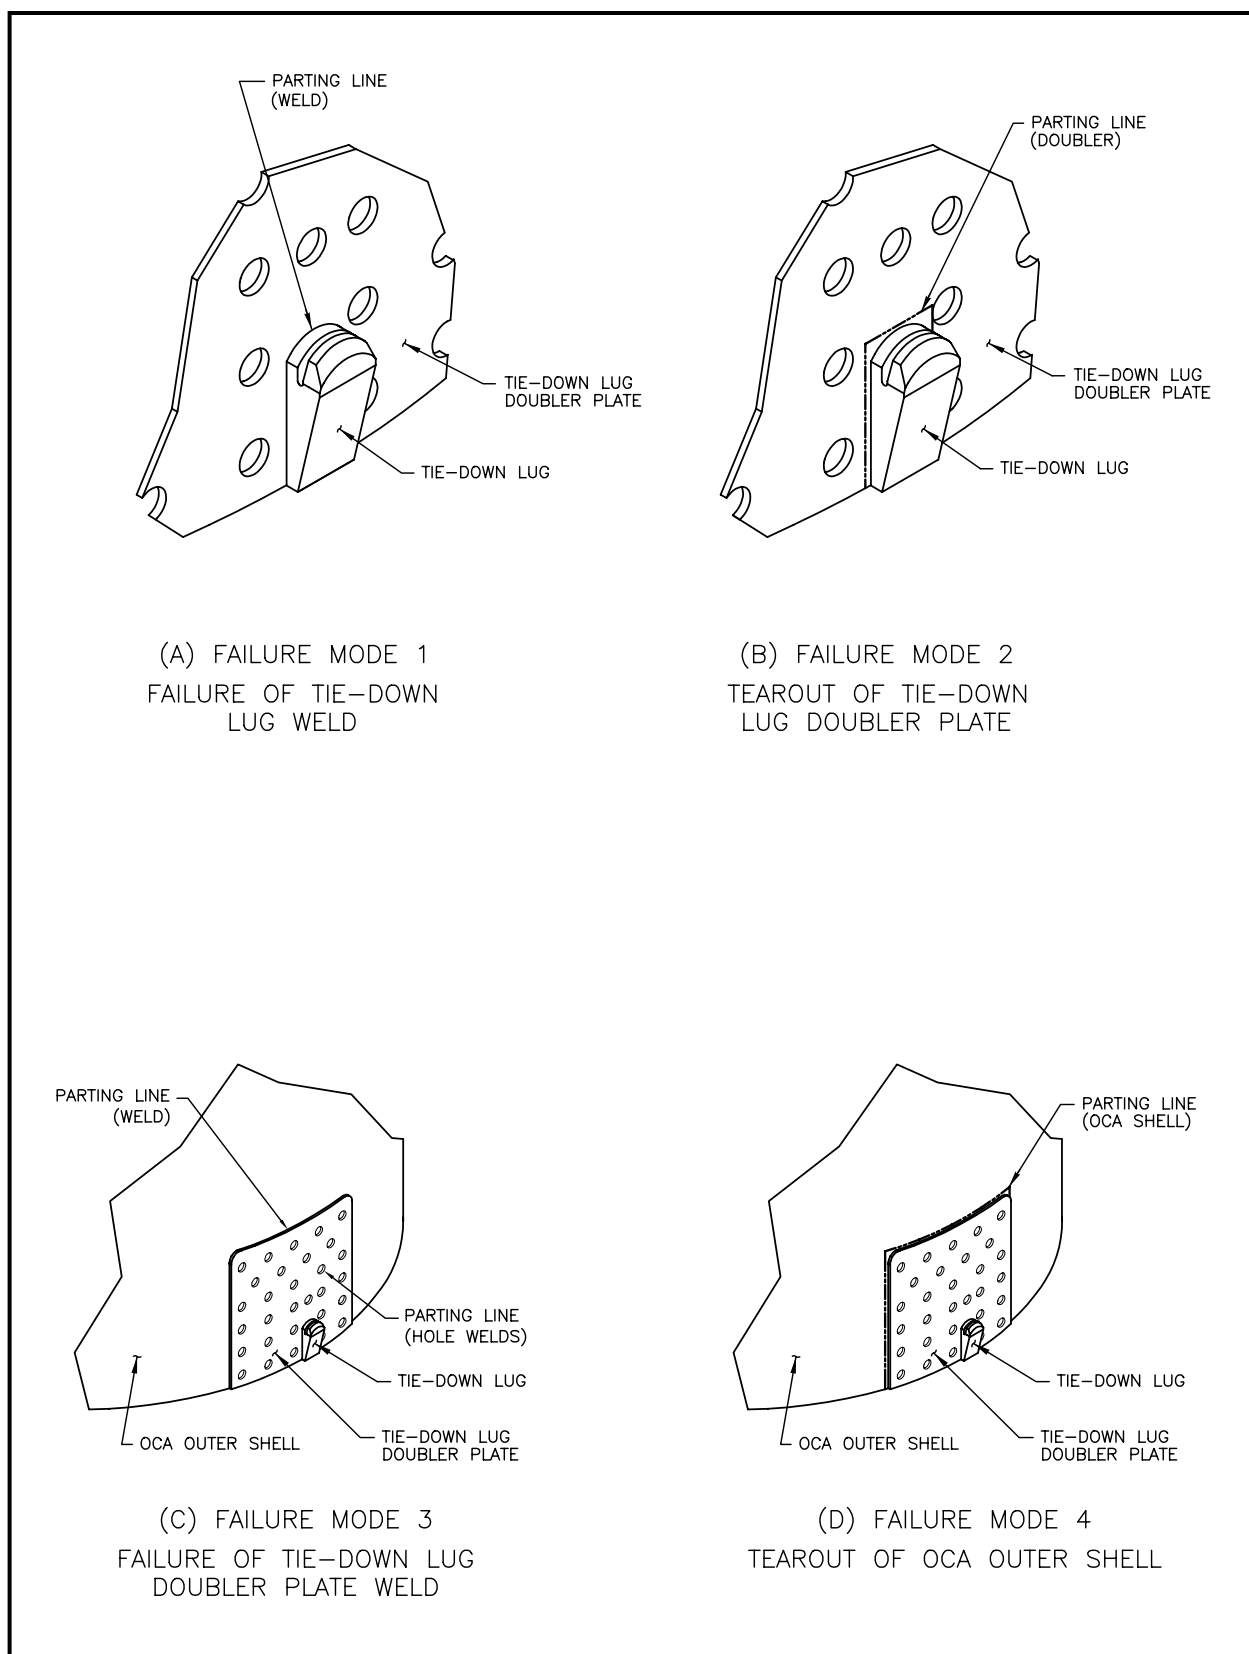 PARTING LINE
(WELD)
TIE-DOWN LUG
DOUBLER PLATE
TIE-DOWN LUG
(A) FAILURE MODE 1
FAILURE OF TIE-DOWN
LUG WELD
PARTING LINE
(DOUBLER)
TIE-DOWN LUG
DOUBLER PLATE
TIE-DOWN LUG
(B) FAILURE MODE 2
TEAROUT OF TIE-DOWN
LUG DOUBLER PLATE
PARTING LINE
(WELD)
PARTING LINE
(HOLE WELDS)
TIE-DOWN LUG
OCA OUTER SHELL
TIE-DOWN LUG
DOUBLER PLATE
(C) FAILURE MODE 3
FAILURE OF TIE-DOWN LUG
DOUBLER PLATE WELD
PARTING LINE
(OCA SHELL)
TIE-DOWN LUG
OCA OUTER SHELL
TIE-DOWN LUG
DOUBLER PLATE
(D) FAILURE MODE 4
TEAROUT OF OCA OUTER SHELL